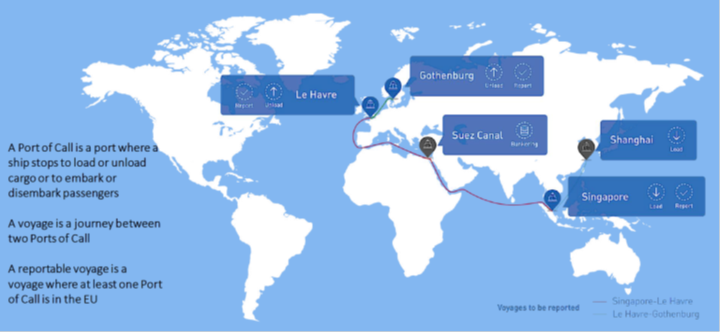 Gothenburg
Unload Report
Report Unload
Le Havre
Suez Canal
Bunkering
Shanghai
Load
Singapore
Load Report
A Port of Call is a port where a
ship stops to load or unload
cargo or to embark or
disembark passengers
A voyage is a journey between
two Ports of Call
A reportable voyage is a
voyage where at least one Port
of Call is in the EU
Voyages to be reported
Singapore-Le Havre
Le Havre-Gothenburg